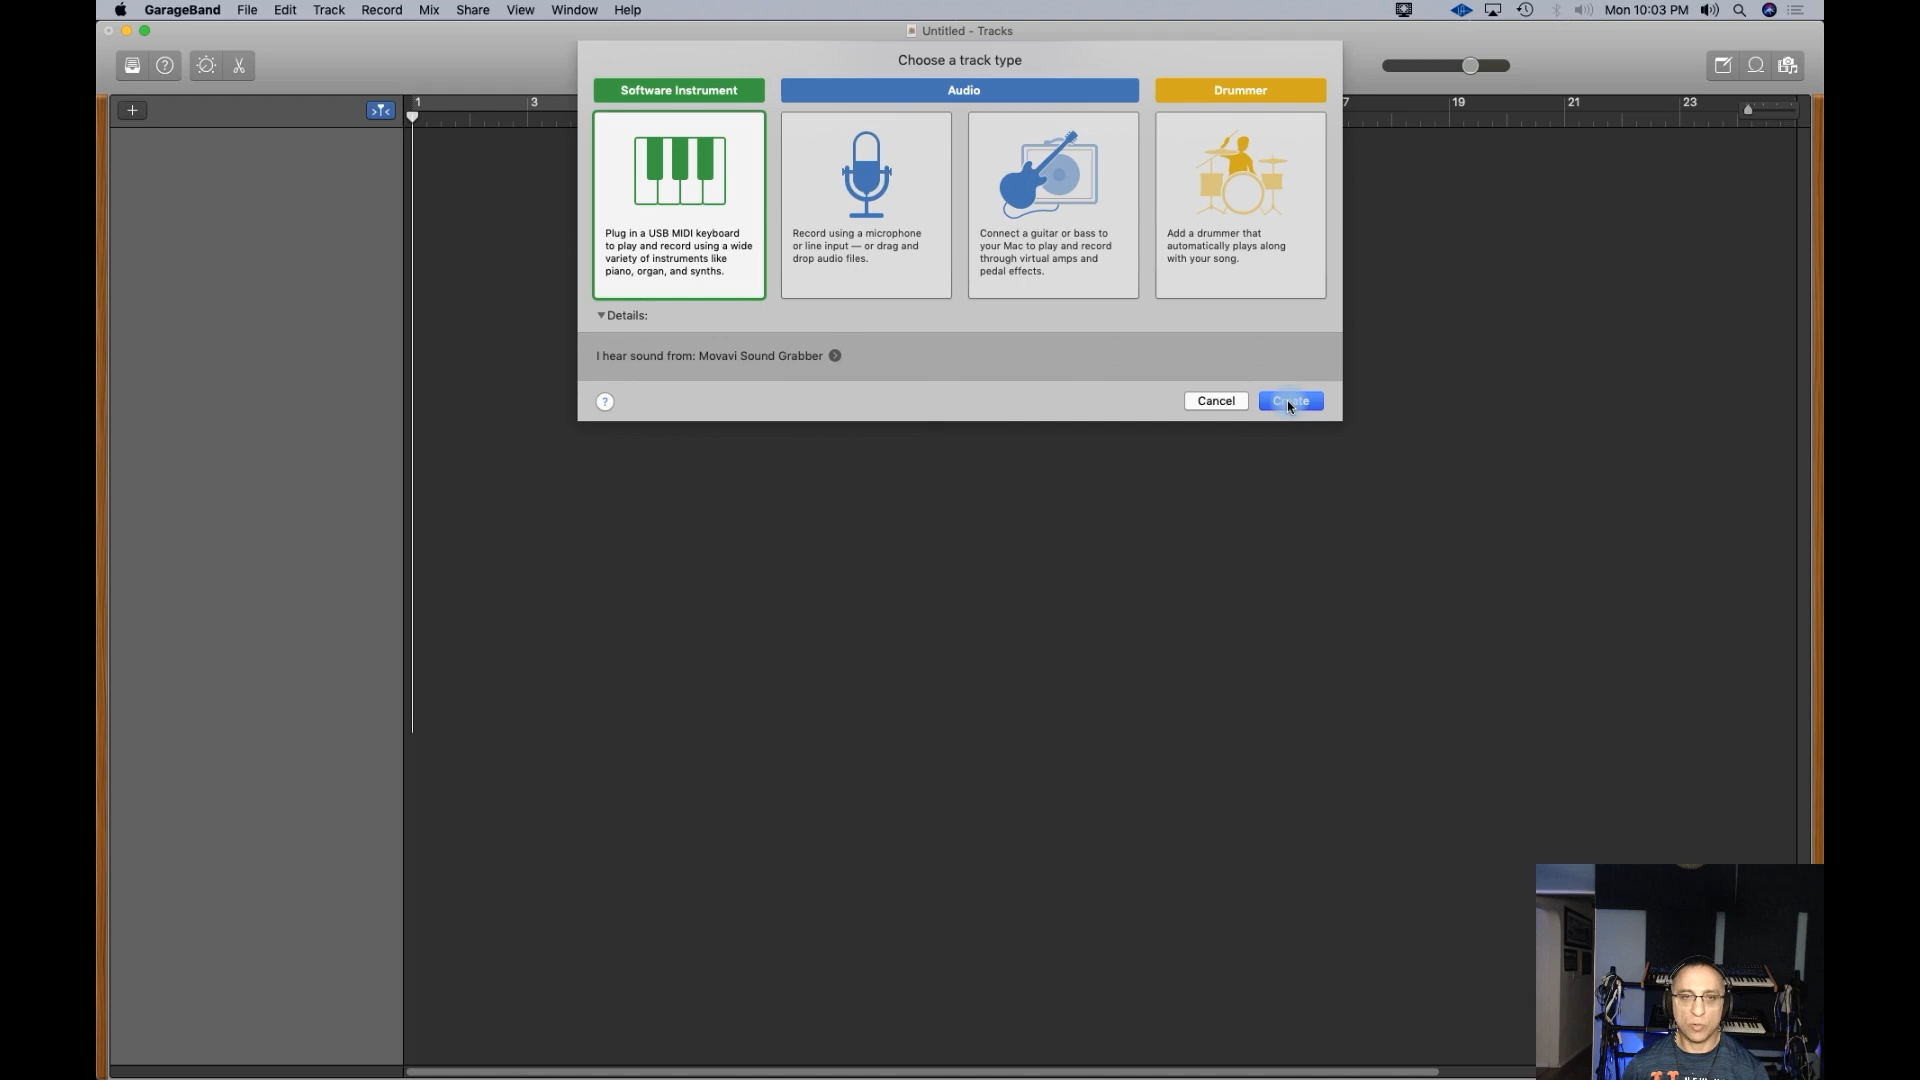 GarageBand File Edit Track Record Mix Share View Window Help Mon 10:03 PM
Untitled - Tracks
Choose a track type
Software Instrument Audio Drummer
1 3 7 19 21 23
Plug in a USB MIDI keyboard
to play and record using a wide
variety of instruments like
piano, organ, and synths.
Record using a microphone
or line input — or drag and
drop audio files.
Connect a guitar or bass to
your Mac to play and record
through virtual amps and
pedal effects.
Add a drummer that
automatically plays along
with your song.
Details:
I hear sound from: Movavi Sound Grabber
? Cancel Create